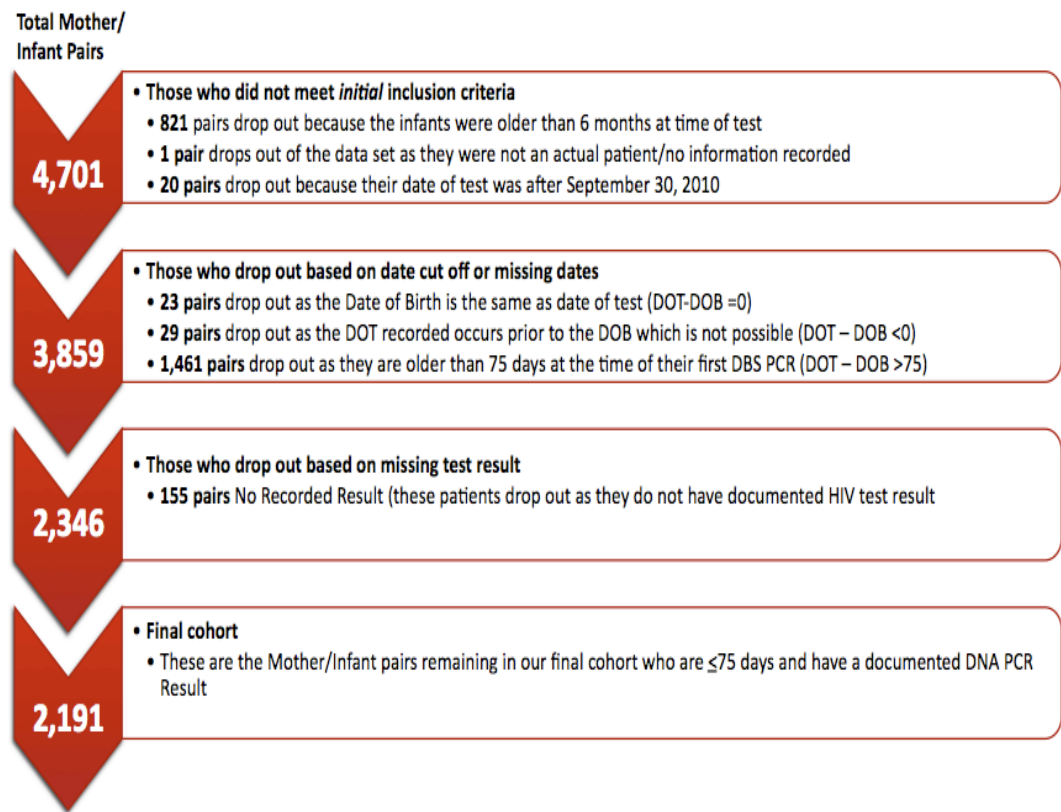 Total Mother/
Infant Pairs
4,701
• Those who did not meet initial inclusion criteria
• 821 pairs drop out because the infants were older than 6 months at time of test
• 1 pair drops out of the data set as they were not an actual patient/no information recorded
• 20 pairs drop out because their date of test was after September 30, 2010
3,859
• Those who drop out based on date cut off or missing dates
• 23 pairs drop out as the Date of Birth is the same as date of test (DOT-DOB =0)
• 29 pairs drop out as the DOT recorded occurs prior to the DOB which is not possible (DOT – DOB <0)
• 1,461 pairs drop out as they are older than 75 days at the time of their first DBS PCR (DOT – DOB >75)
2,346
• Those who drop out based on missing test result
• 155 pairs No Recorded Result (these patients drop out as they do not have documented HIV test result
2,191
• Final cohort
• These are the Mother/Infant pairs remaining in our final cohort who are ≤75 days and have a documented DNA PCR
Result